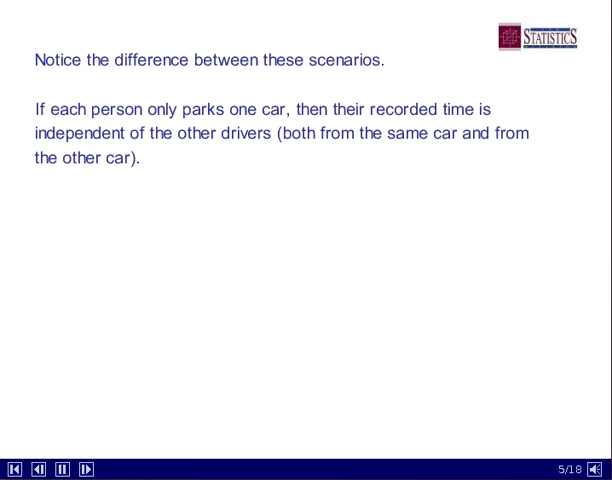 STATISTICS
Notice the difference between these scenarios.
If each person only parks one car, then their recorded time is
independent of the other drivers (both from the same car and from
the other car).
5/18